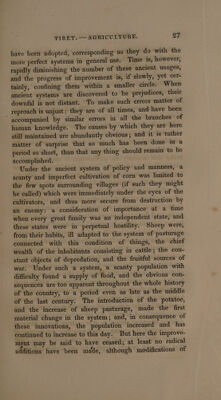 TIREY.—AGRICULTURE. 27
have been adopted, corresponding as they do with the
more perfect systems in general use. Time is, however,
rapidly diminishing the number of these ancient usages,
and the progress of improvement is, if slowly, yet cer-
tainly, confining them within a smaller circle. When
ancient systems are discovered to be prejudices, their
downfal is not distant. To make such errors matter of
reproach is unjust: they are of all times, and have been
accompanied by similar errors in all the branches of
human knowledge. The causes by which they are here
still maintained are abundantly obvious; and it is rather
matter of surprise that so much has been done in a
period so short, than that any thing should remain to be
accomplished.
Under the ancient system of policy and manners, a
scanty and imperfect cultivation of corn was limited to
the few spots surrounding villages (if such they might
be called) which were immediately under the eyes of the
cultivators, and thus more secure from destruction by
an enemy: a consideration of importance at a time
when every great family was an independent state, and
these states were in perpetual hostility. Sheep were,
from their habits, ill adapted to the system of pasturage
connected with this condition of things, the chief
wealth of the inhabitants consisting in cattle; the con-
stant objects of depredation, and the fruitful sources of
war. Under such a system, a scanty population with
difficulty found a supply of food, and the obvious con-
sequences are too apparent throughout the whole history
of the country, to a period even as late as the middle
of the last century. The introduction of the potatoe,
and the increase of sheep pasturage, made the first
material change in the system; and, in consequence of
these innovations, the population increased and has
continued to increase to this day. But here the improve-
ment may be said to have ceased; at least no radical
additions have been made, although modifications of